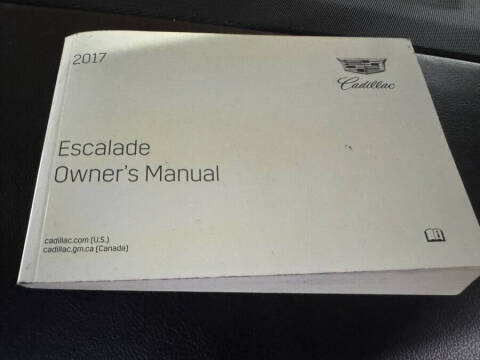 2017
Cadillac
Escalade
Owner's Manual
cadillac.com (U.S.)
cadillac.gm.ca (Canada)